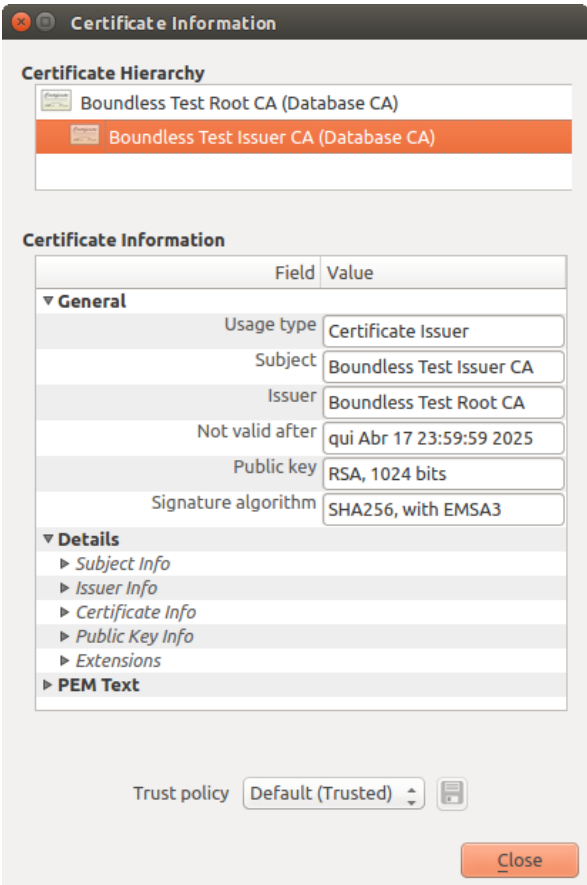 Certificate Information
Certificate Hierarchy
Boundless Test Root CA (Database CA)
Boundless Test Issuer CA (Database CA)
Certificate Information
Field Value
General
Usage type Certificate Issuer
Subject Boundless Test Issuer CA
Issuer Boundless Test Root CA
Not valid after qui Abr 17 23:59:59 2025
Public key RSA, 1024 bits
Signature algorithm SHA256, with EMSA3
Details
Subject Info
Issuer Info
Certificate Info
Public Key Info
Extensions
PEM Text
Trust policy Default (Trusted)
Close